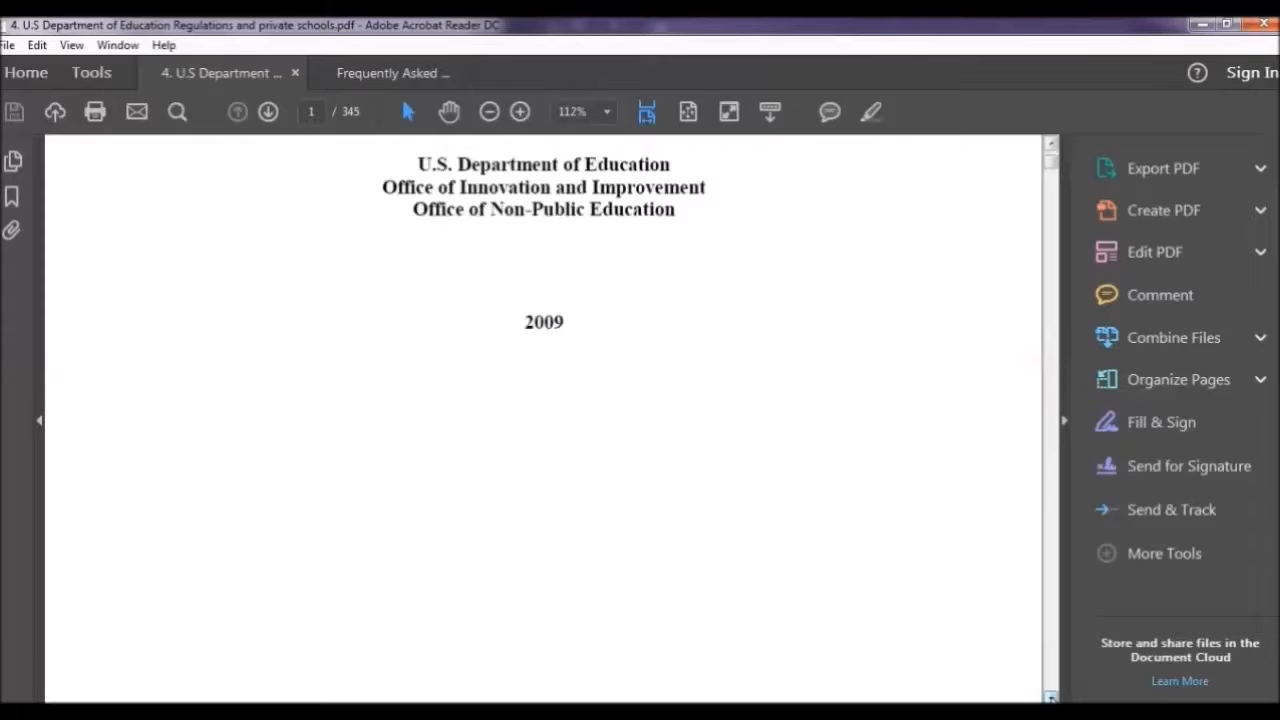 4. U.S Department of Education Regulations and private schools.pdf - Adobe Acrobat Reader DC
File Edit View Window Help
Home Tools 4. U.S Department ... × Frequently Asked ... Sign In
1 / 345 112%
U.S. Department of Education
Office of Innovation and Improvement
Office of Non-Public Education
2009
Export PDF
Create PDF
Edit PDF
Comment
Combine Files
Organize Pages
Fill & Sign
Send for Signature
Send & Track
More Tools
Store and share files in the
Document Cloud
Learn More